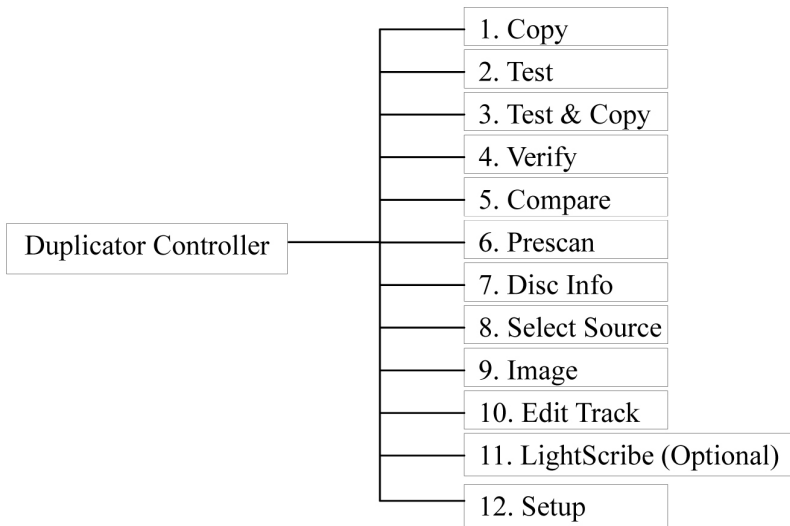 1. Copy
2. Test
3. Test & Copy
4. Verify
5. Compare
Duplicator Controller
6. Prescan
7. Disc Info
8. Select Source
9. Image
10. Edit Track
11. LightScribe (Optional)
12. Setup